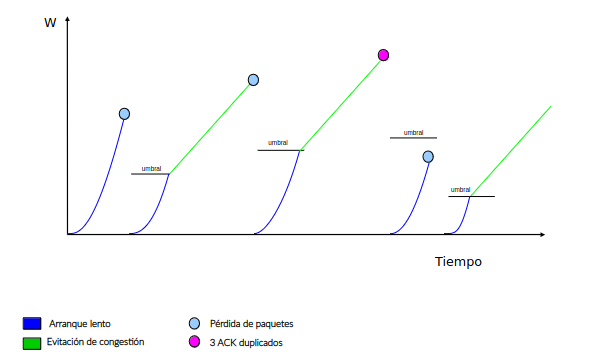 W
umbral
umbral
umbral
umbral
Tiempo
Arranque lento
Pérdida de paquetes
Evitación de congestión
3 ACK duplicados